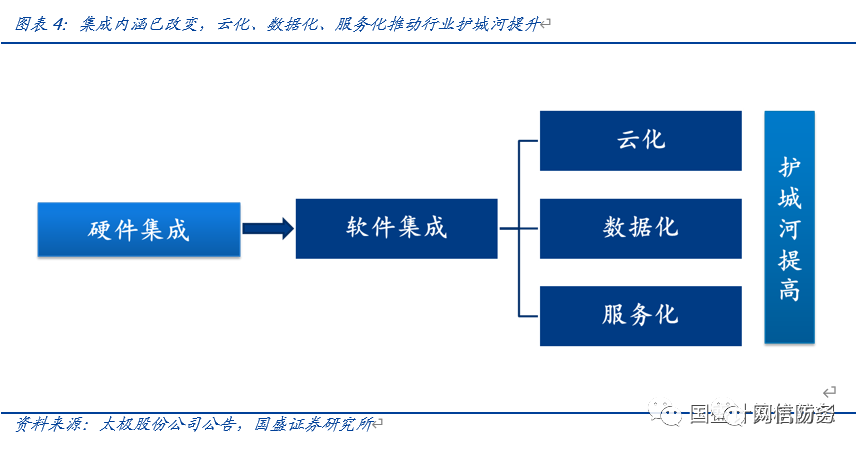 图表 4：集成内涵已改变，云化、数据化、服务化推动行业护城河提升
硬件集成
软件集成
云化
数据化
服务化
护城河提高
资料来源：太极股份公司公告，国盛证券研究所
网信防务